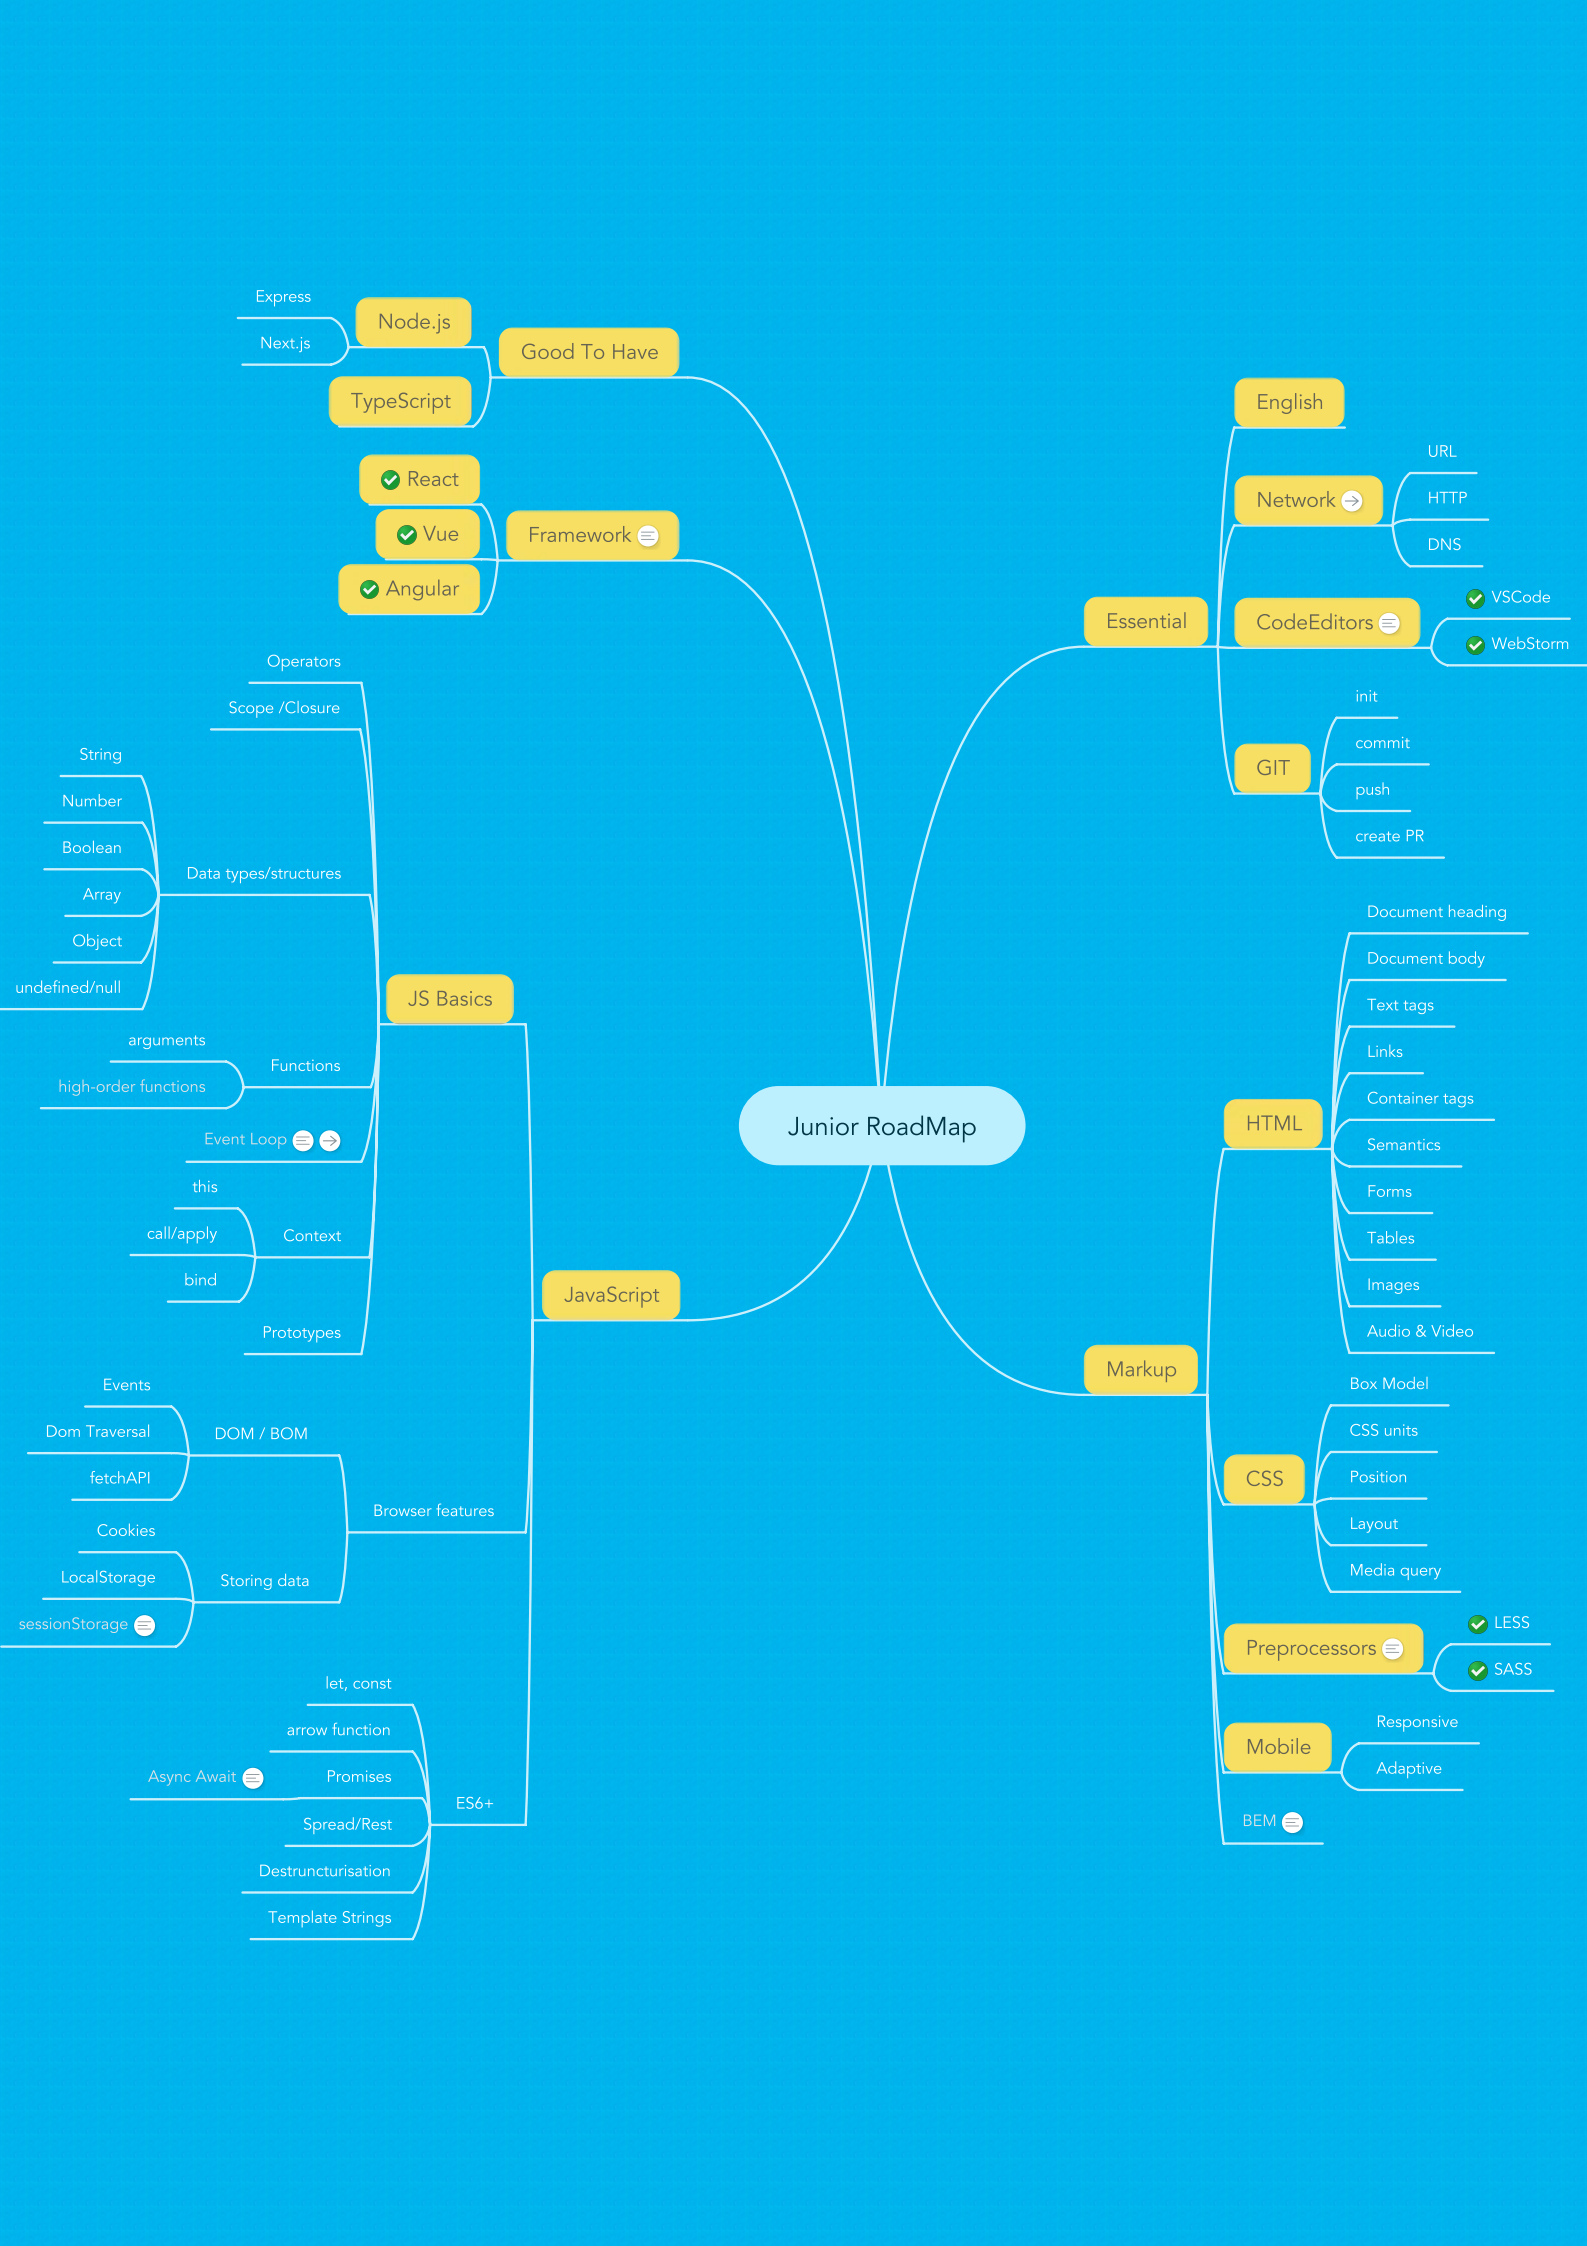 Junior RoadMap
Good To Have
Node.js
Express
Next.js
TypeScript
Framework
React
Vue
Angular
JavaScript
JS Basics
Operators
Scope /Closure
Data types/structures
String
Number
Boolean
Array
Object
undefined/null
Functions
arguments
high-order functions
Event Loop
Context
this
call/apply
bind
Prototypes
Browser features
DOM / BOM
Events
Dom Traversal
fetchAPI
Storing data
Cookies
LocalStorage
sessionStorage
ES6+
let, const
arrow function
Promises
Async Await
Spread/Rest
Destruncturisation
Template Strings
Essential
English
Network
URL
HTTP
DNS
CodeEditors
VSCode
WebStorm
GIT
init
commit
push
create PR
Markup
HTML
Document heading
Document body
Text tags
Links
Container tags
Semantics
Forms
Tables
Images
Audio & Video
CSS
Box Model
CSS units
Position
Layout
Media query
Preprocessors
LESS
SASS
Mobile
Responsive
Adaptive
BEM